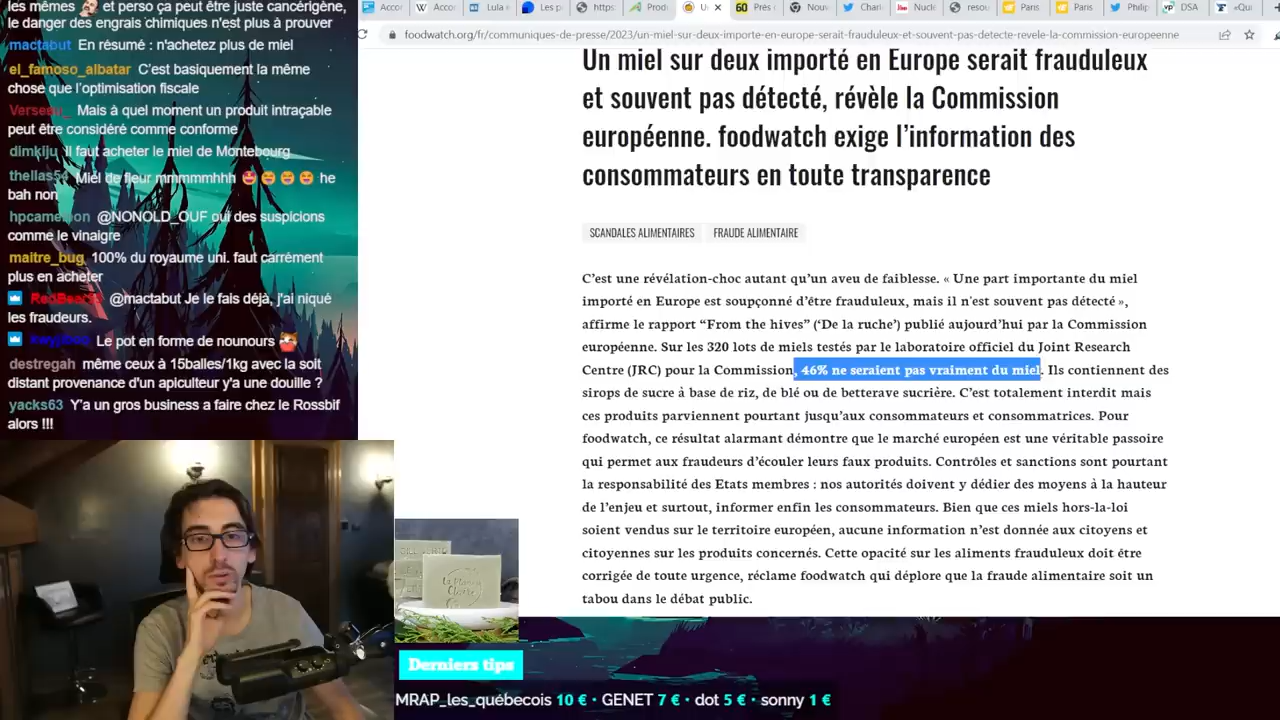 les mêmes et perso ça peut être juste cancérigène,
le danger des engrais chimiques n'est plus à prouver
mactabut En résumé : n'achetez plus de miel
el_famoso_albatar C'est basiquement la même
chose que l'optimisation fiscale
Mais à quel moment un produit intraçable
peut être considéré comme conforme
dimkiju il faut acheter le miel de Montebourg
thellas54 Miel de fleur mmmmmhhh 🤩😋😋😋 he
bah non
hpcameleon @NONOLD_OUF oui des suspicions
comme le vinaigre
maitre_bug 100% du royaume uni. faut carrément
plus en acheter
@mactabut Je le fais déjà, j'ai niqué
les fraudeurs.
Le pot en forme de nounours
destregah même ceux à 15balles/1kg avec la soit
distant provenance d'un apiculteur y'a une douille ?
yacks63 Y'a un gros business a faire chez le Rossbif
alors !!!
Accor
Accor
Lula
Les p
https
Produ
U
Près
Nouv
Charl
Nucl
resou
Paris
Paris
Philip
DSA
«Qui
foodwatch.org/fr/communiques-de-presse/2023/un-miel-sur-deux-importe-en-europe-serait-frauduleux-et-souvent-pas-detecte-revele-la-commission-europeenne
Un miel sur deux importé en Europe serait frauduleux
et souvent pas détecté, révèle la Commission
européenne. foodwatch exige l'information des
consommateurs en toute transparence
SCANDALES ALIMENTAIRES FRAUDE ALIMENTAIRE
C'est une révélation-choc autant qu'un aveu de faiblesse. « Une part importante du miel
importé en Europe est soupçonné d'être frauduleux, mais il n'est souvent pas détecté »,
affirme le rapport “From the hives” (‘De la ruche’) publié aujourd'hui par la Commission
européenne. Sur les 320 lots de miels testés par le laboratoire officiel du Joint Research
Centre (JRC) pour la Commission, 46% ne seraient pas vraiment du miel. Ils contiennent des
sirops de sucre à base de riz, de blé ou de betterave sucrière. C'est totalement interdit mais
ces produits parviennent pourtant jusqu'aux consommateurs et consommatrices. Pour
foodwatch, ce résultat alarmant démontre que le marché européen est une véritable passoire
qui permet aux fraudeurs d'écouler leurs faux produits. Contrôles et sanctions sont pourtant
la responsabilité des Etats membres : nos autorités doivent y dédier des moyens à la hauteur
de l'enjeu et surtout, informer enfin les consommateurs. Bien que ces miels hors-la-loi
soient vendus sur le territoire européen, aucune information n'est donnée aux citoyens et
citoyennes sur les produits concernés. Cette opacité sur les aliments frauduleux doit être
corrigée de toute urgence, réclame foodwatch qui déplore que la fraude alimentaire soit un
tabou dans le débat public.
Derniers tips
MRAP_les_québecois 10 € • GENET 7 € • dot 5 € • sonny 1 €